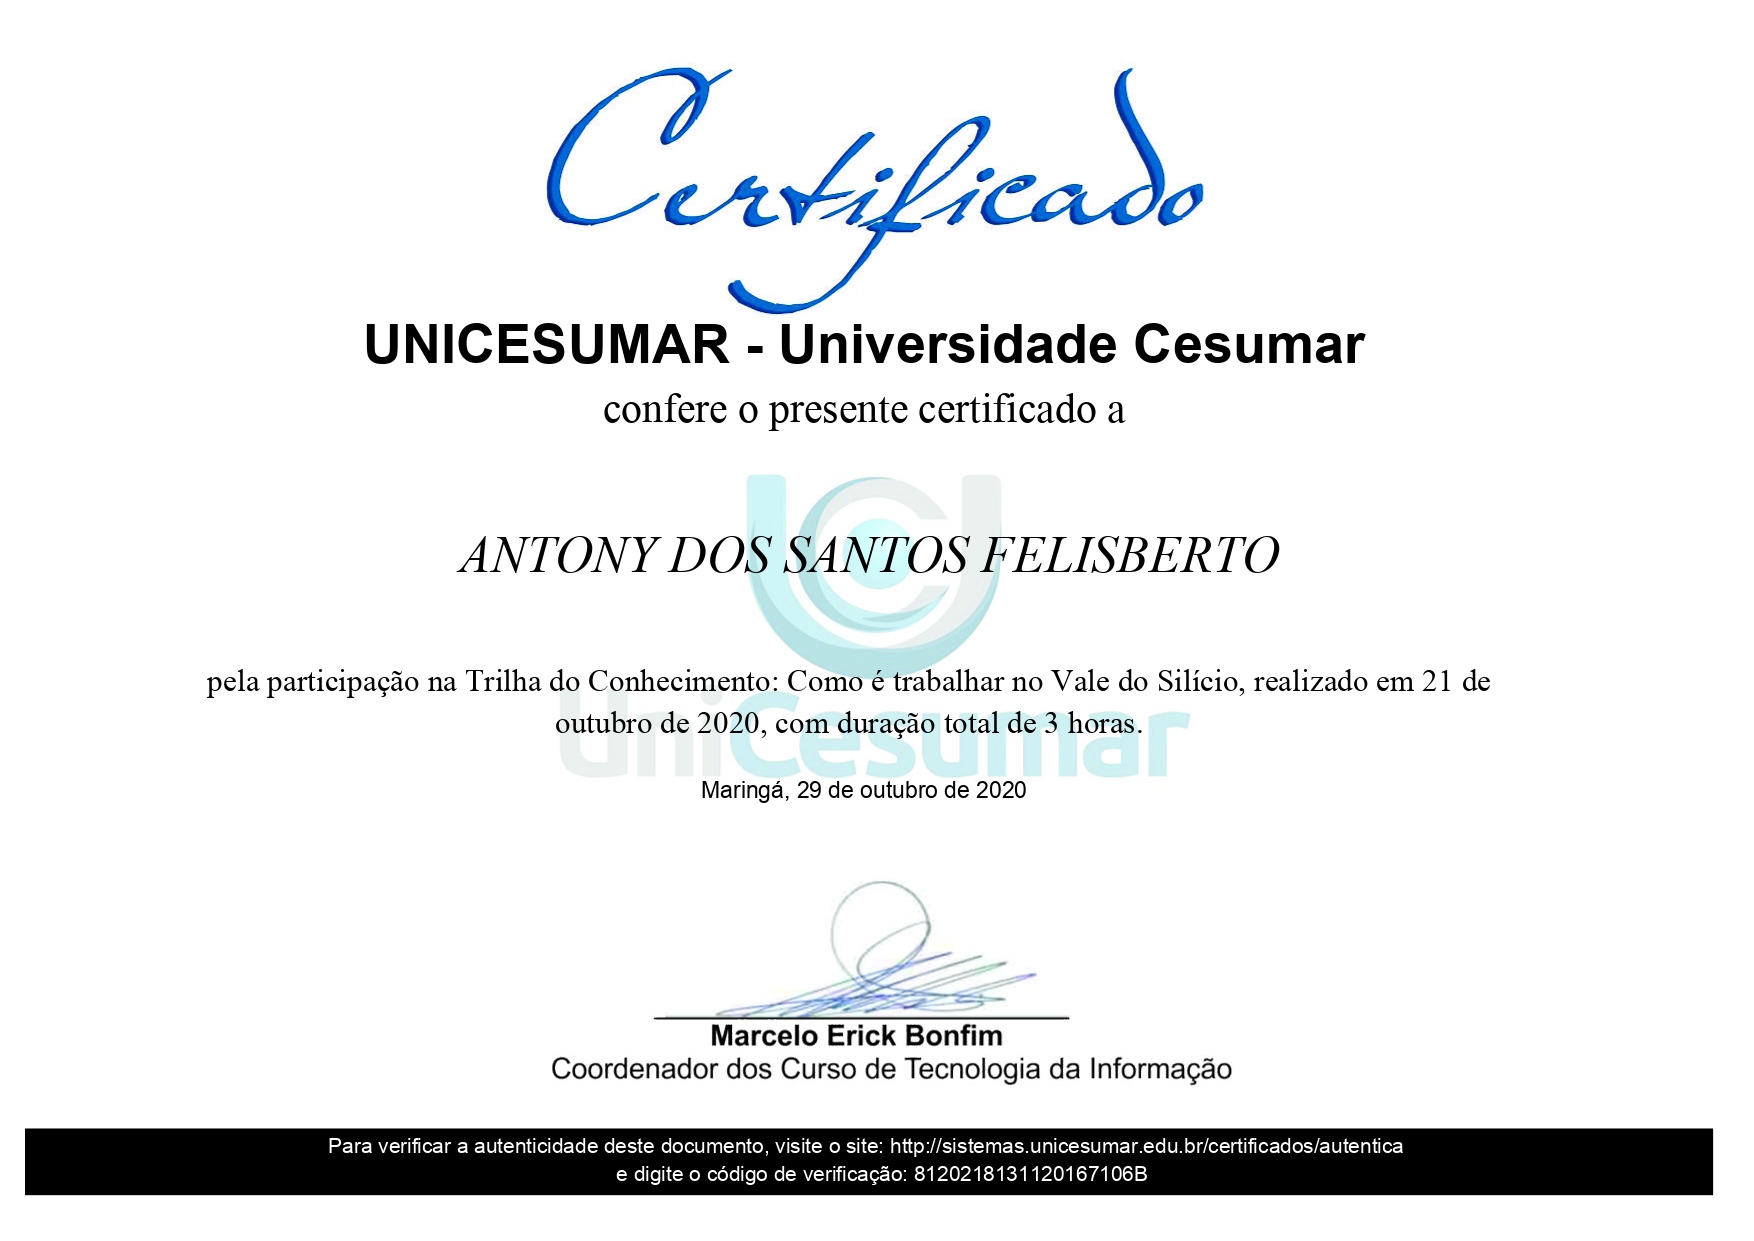 Certificado
UNICESUMAR - Universidade Cesumar
confere o presente certificado a
ANTONY DOS SANTOS FELISBERTO
pela participação na Trilha do Conhecimento: Como é trabalhar no Vale do Silício, realizado em 21 de
outubro de 2020, com duração total de 3 horas.
UniCesumar
Maringá, 29 de outubro de 2020
Marcelo Erick Bonfim
Coordenador dos Curso de Tecnologia da Informação
Para verificar a autenticidade deste documento, visite o site: http://sistemas.unicesumar.edu.br/certificados/autentica
e digite o código de verificação: 8120218131120167106B